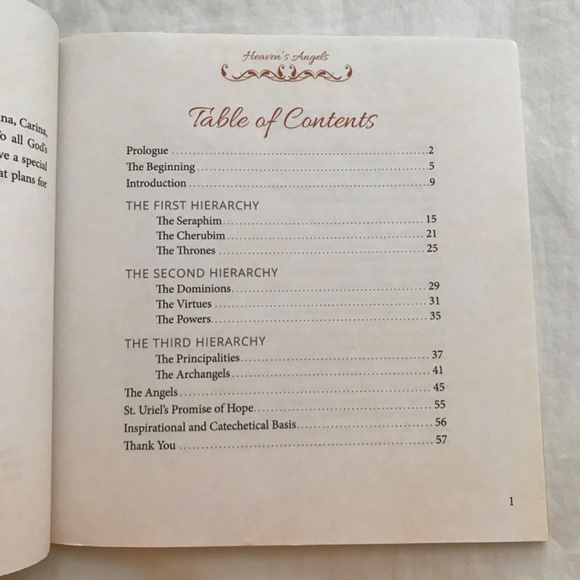 na, Carina,
o all God's
ve a special
at plans for
Heaven's Angels
Table of Contents
Prologue ........ 2
The Beginning ........ 5
Introduction ........ 9
THE FIRST HIERARCHY
The Seraphim ........ 15
The Cherubim ........ 21
The Thrones ........ 25
THE SECOND HIERARCHY
The Dominions ........ 29
The Virtues ........ 31
The Powers ........ 35
THE THIRD HIERARCHY
The Principalities ........ 37
The Archangels ........ 41
The Angels ........ 45
St. Uriel's Promise of Hope ........ 55
Inspirational and Catechetical Basis ........ 56
Thank You ........ 57
1